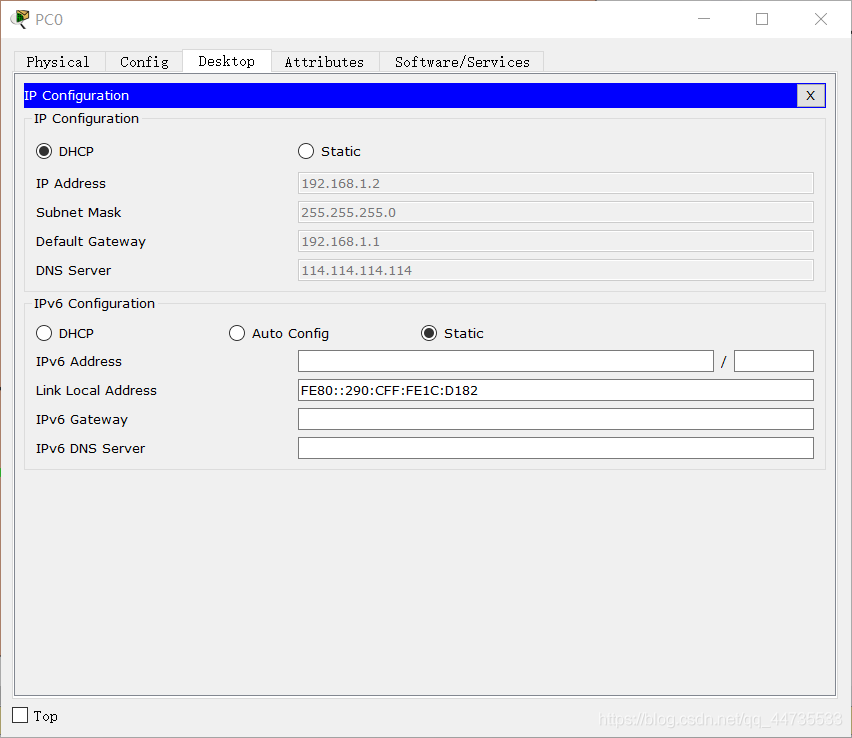 PC0
Physical Config Desktop Attributes Software/Services
IP Configuration X
IP Configuration
DHCP Static
IP Address 192.168.1.2
Subnet Mask 255.255.255.0
Default Gateway 192.168.1.1
DNS Server 114.114.114.114
IPv6 Configuration
DHCP Auto Config Static
IPv6 Address /
Link Local Address FE80::290:CFF:FE1C:D182
IPv6 Gateway
IPv6 DNS Server
Top
https://blog.csdn.net/qq_44735533